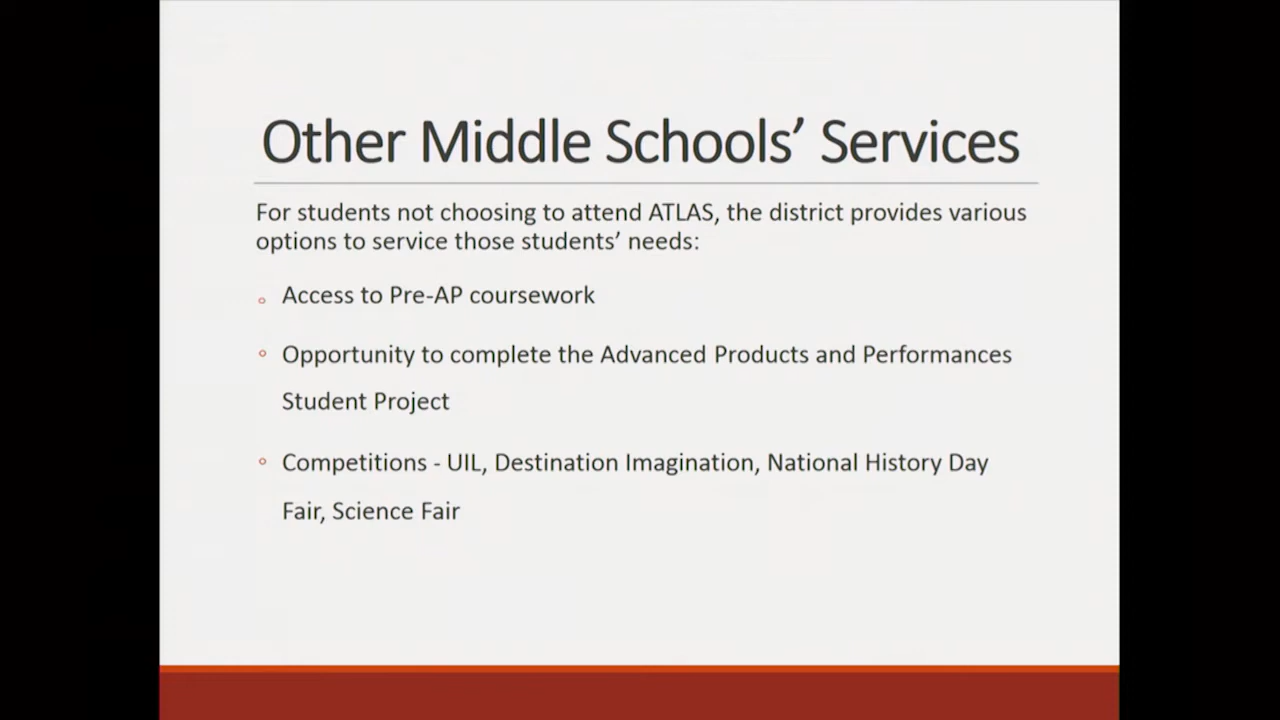 Other Middle Schools’ Services
For students not choosing to attend ATLAS, the district provides various
options to service those students’ needs:
Access to Pre-AP coursework
Opportunity to complete the Advanced Products and Performances
Student Project
Competitions - UIL, Destination Imagination, National History Day
Fair, Science Fair